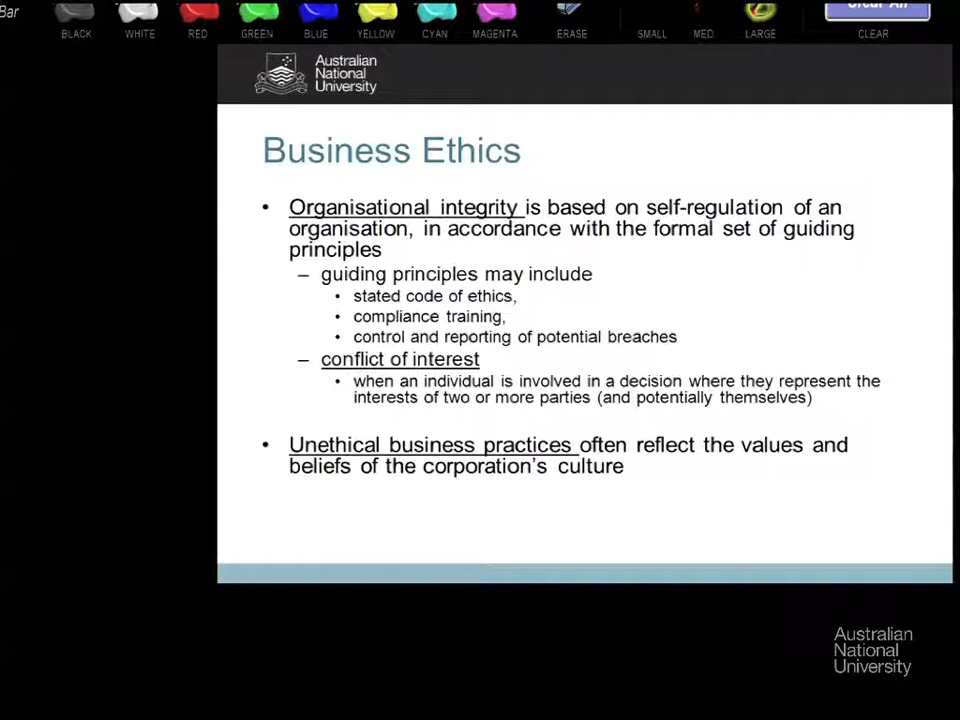 Bar
BLACK WHITE RED GREEN BLUE YELLOW CYAN MAGENTA ERASE SMALL MED LARGE CLEAR
Australian
National
University
Business Ethics
• Organisational integrity is based on self-regulation of an
organisation, in accordance with the formal set of guiding
principles
– guiding principles may include
• stated code of ethics,
• compliance training,
• control and reporting of potential breaches
– conflict of interest
• when an individual is involved in a decision where they represent the
interests of two or more parties (and potentially themselves)
• Unethical business practices often reflect the values and
beliefs of the corporation's culture
Australian
National
University